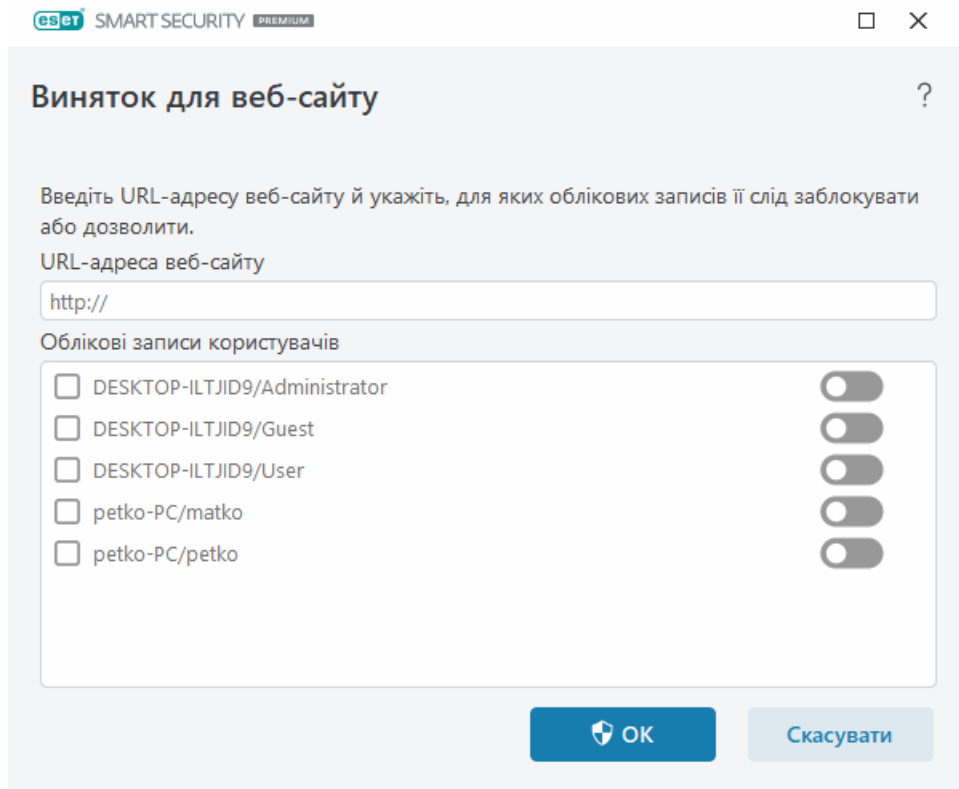 eset SMART SECURITY PREMIUM
Виняток для веб-сайту
?
Введіть URL-адресу веб-сайту й укажіть, для яких облікових записів її слід заблокувати
або дозволити.
URL-адреса веб-сайту
http://
Облікові записи користувачів
DESKTOP-ILTJID9/Administrator
DESKTOP-ILTJID9/Guest
DESKTOP-ILTJID9/User
petko-PC/matko
petko-PC/petko
ОК
Скасувати